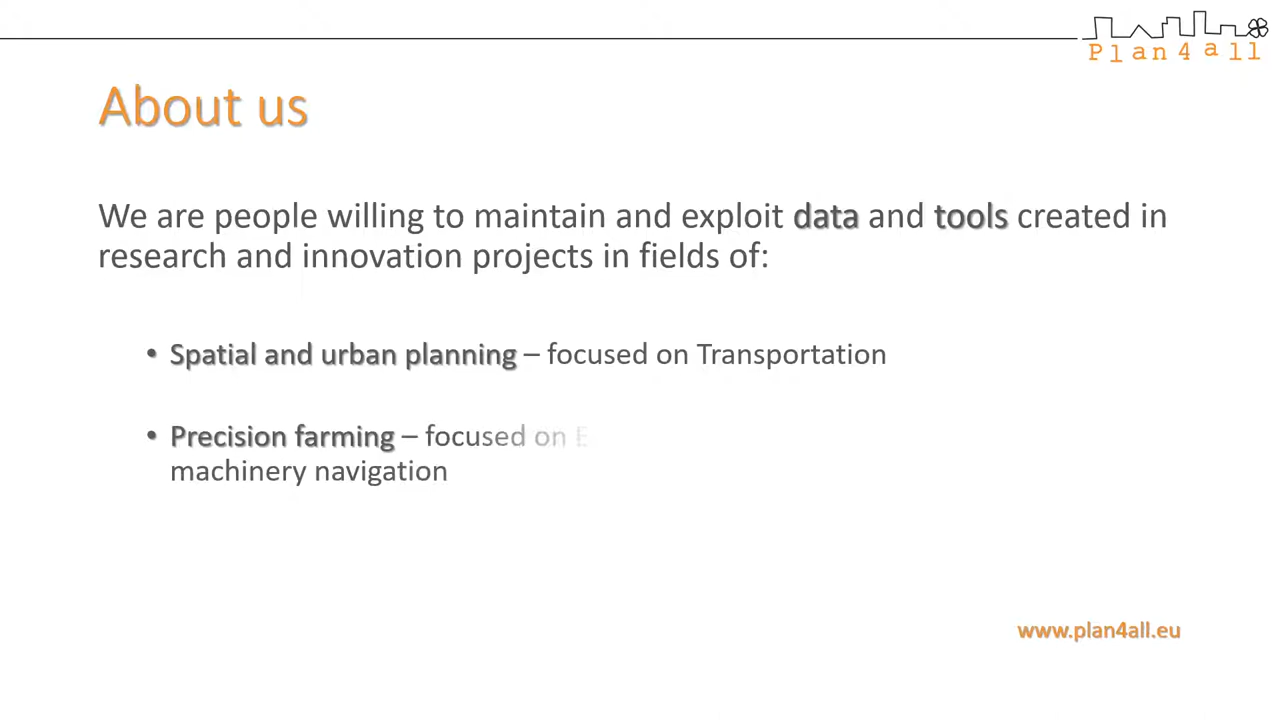 Plan4all
About us
We are people willing to maintain and exploit data and tools created in
research and innovation projects in fields of:
• Spatial and urban planning – focused on Transportation
• Precision farming – focused on
machinery navigation
www.plan4all.eu